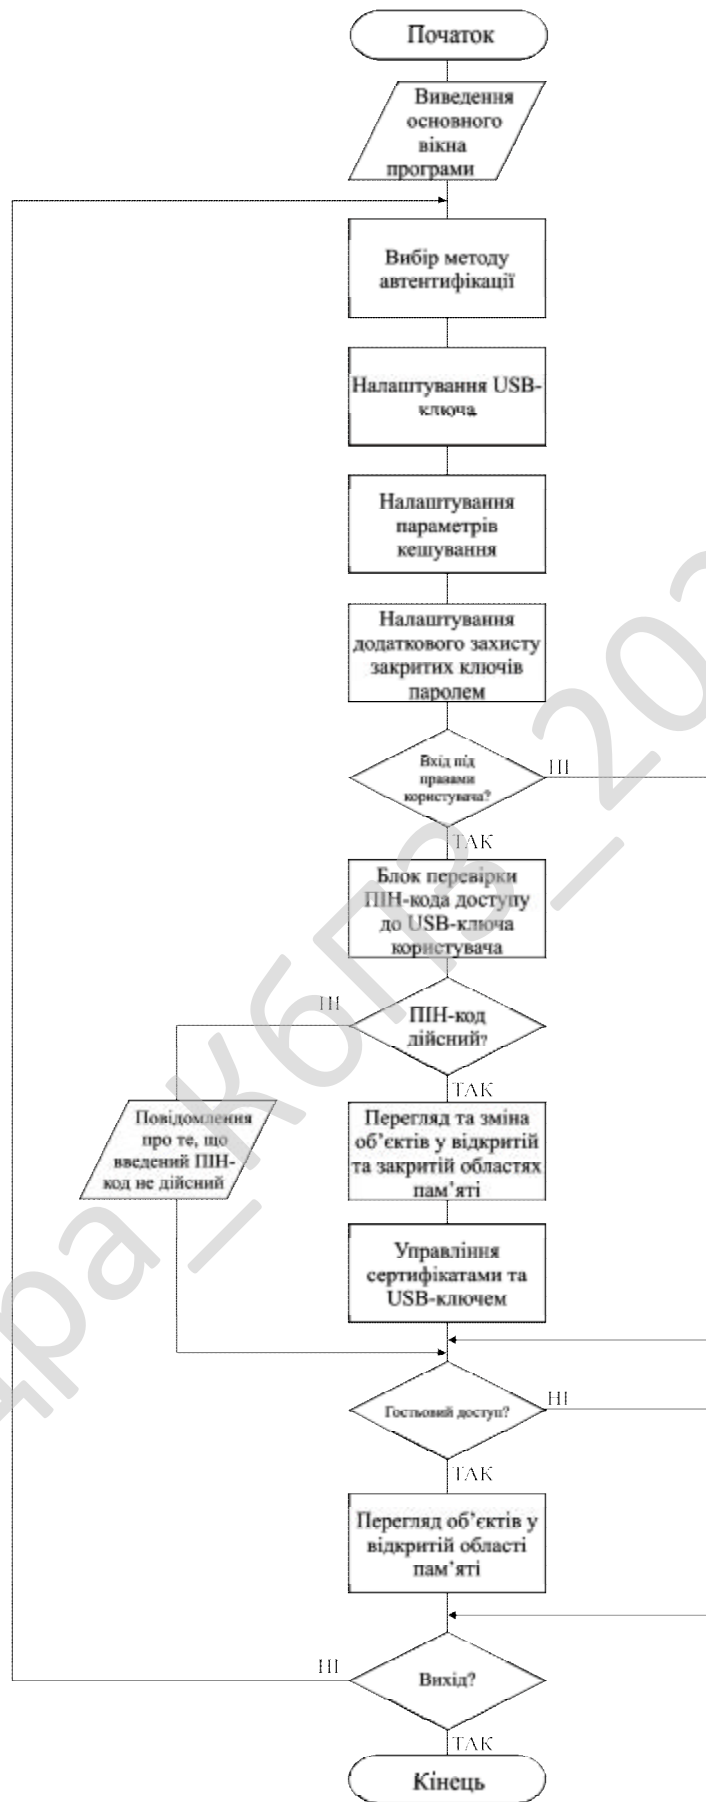 Початок
Виведення
основного
вікна
програми
Вибір методу
автентифікації
Налаштування USB-
ключа
Налаштування
параметрів
кешування
Налаштування
додаткового захисту
закритих ключів
паролем
Вхід під
правами
користувача?
НІ
ТАК
Блок перевірки
ПІН-кода доступу
до USB-ключа
користувача
НІ
ПІН-код
дійсний?
ТАК
Повідомлення
про те, що
введений ПІН-
код не дійсний
Перегляд та зміна
об’єктів у відкритій
та закритій областях
пам’яті
Управління
сертифікатами та
USB-ключем
Гостьовий доступ?
НІ
ТАК
Перегляд об’єктів у
відкритій області
пам’яті
НІ
Вихід?
ТАК
Кінець
дра_КбПЗ_202